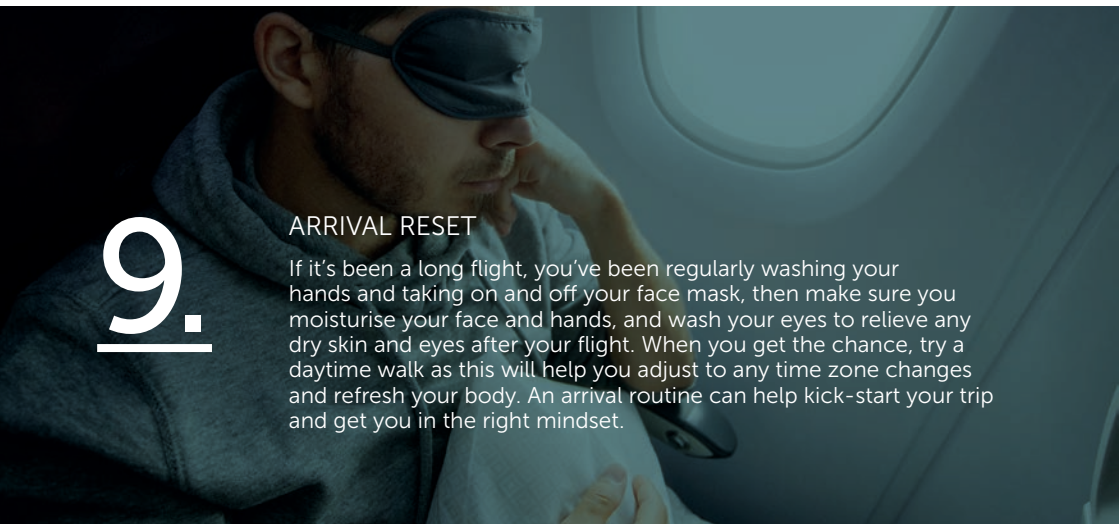 9.
ARRIVAL RESET
If it’s been a long flight, you’ve been regularly washing your
hands and taking on and off your face mask, then make sure you
moisturise your face and hands, and wash your eyes to relieve any
dry skin and eyes after your flight. When you get the chance, try a
daytime walk as this will help you adjust to any time zone changes
and refresh your body. An arrival routine can help kick-start your trip
and get you in the right mindset.